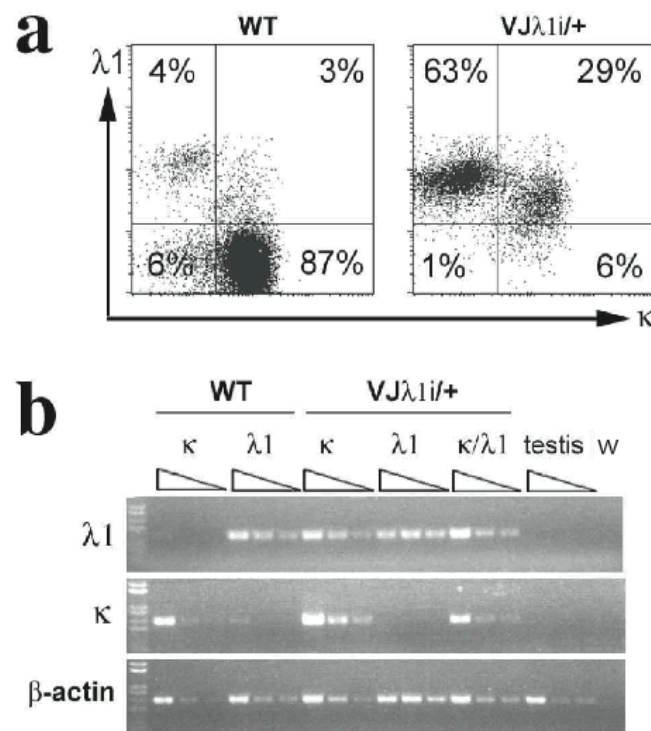 a
WT
VJλ1i/+
λ1
4%
3%
63%
29%
6%
87%
1%
6%
κ
b
WT
VJλ1i/+
κ
λ1
κ
λ1
κ/λ1
testis
w
λ1
κ
β-actin